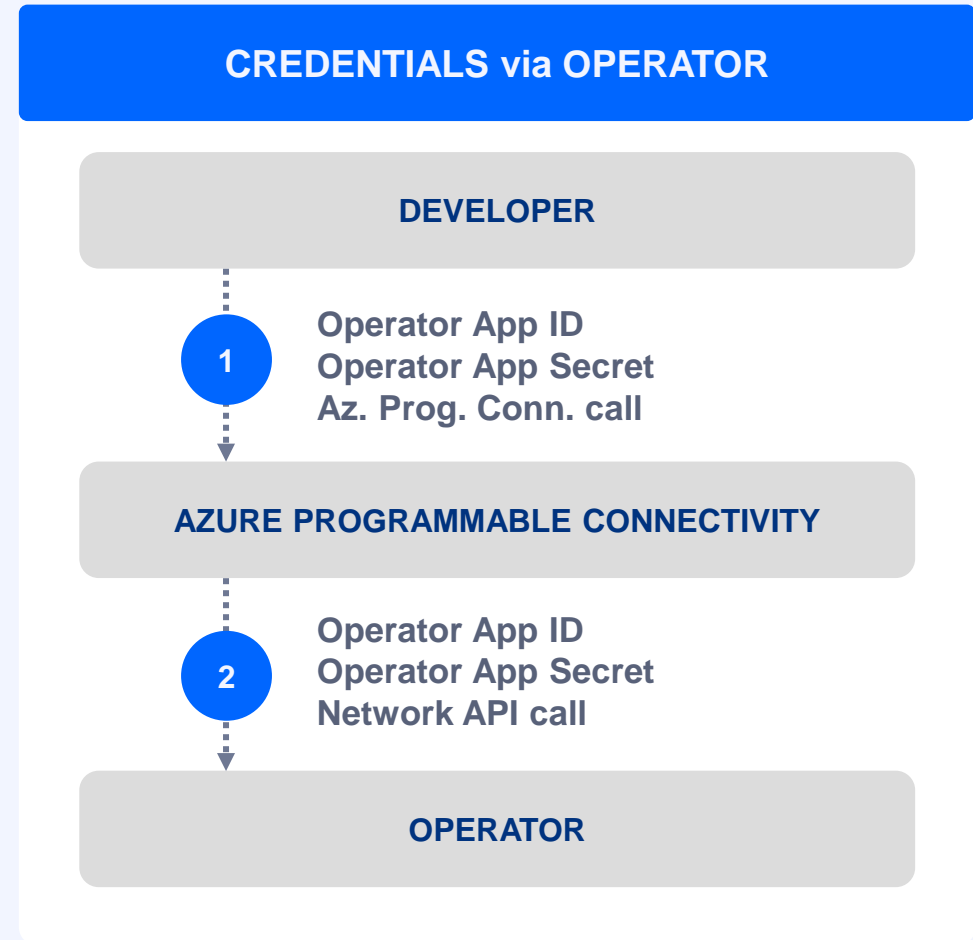 CREDENTIALS via OPERATOR
DEVELOPER
1
Operator App ID
Operator App Secret
Az. Prog. Conn. call
AZURE PROGRAMMABLE CONNECTIVITY
2
Operator App ID
Operator App Secret
Network API call
OPERATOR